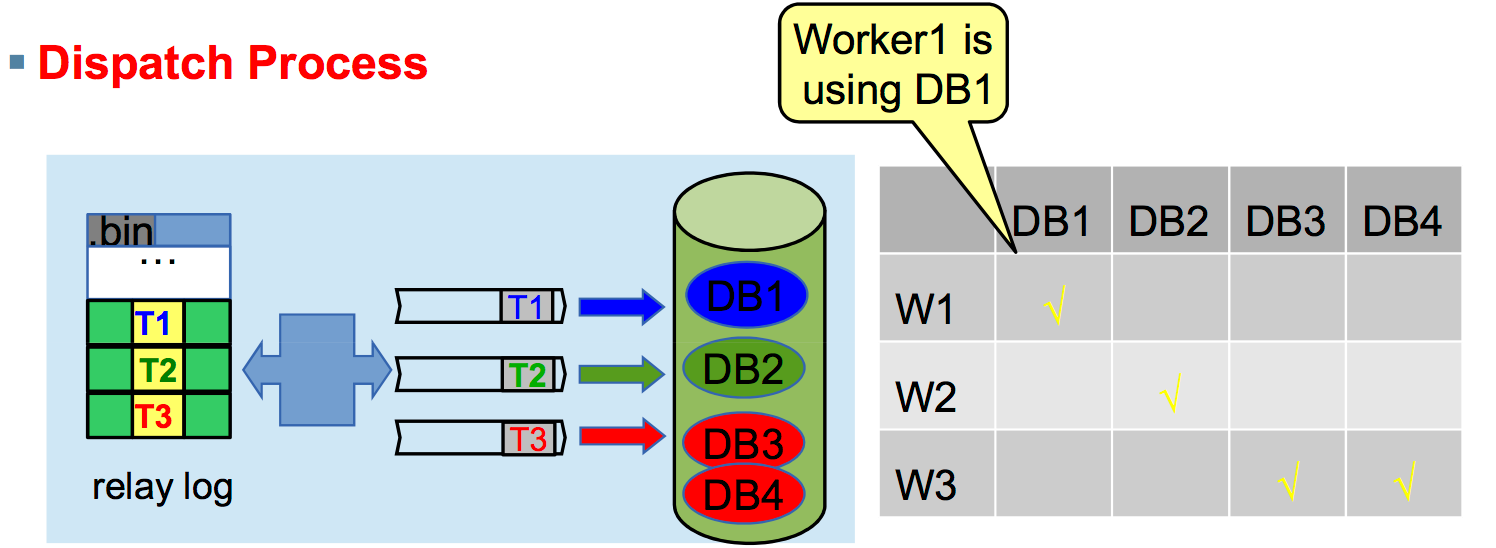 Dispatch Process
Worker1 is
using DB1
.bin
...
T1
T2
T3
relay log
T1
T2
T3
DB1
DB2
DB3
DB4
DB1 DB2 DB3 DB4
W1 √
W2 √
W3 √ √